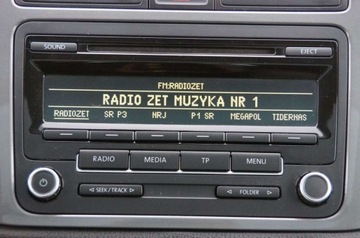 SOUND EJECT
FM:RADIOZET
RADIO ZET MUZYKA NR 1
RADIOZET SR P3 NRJ P1 SR MEGAPOL TIDERNAS
RADIO MEDIA TP MENU
SEEK/TRACK FOLDER